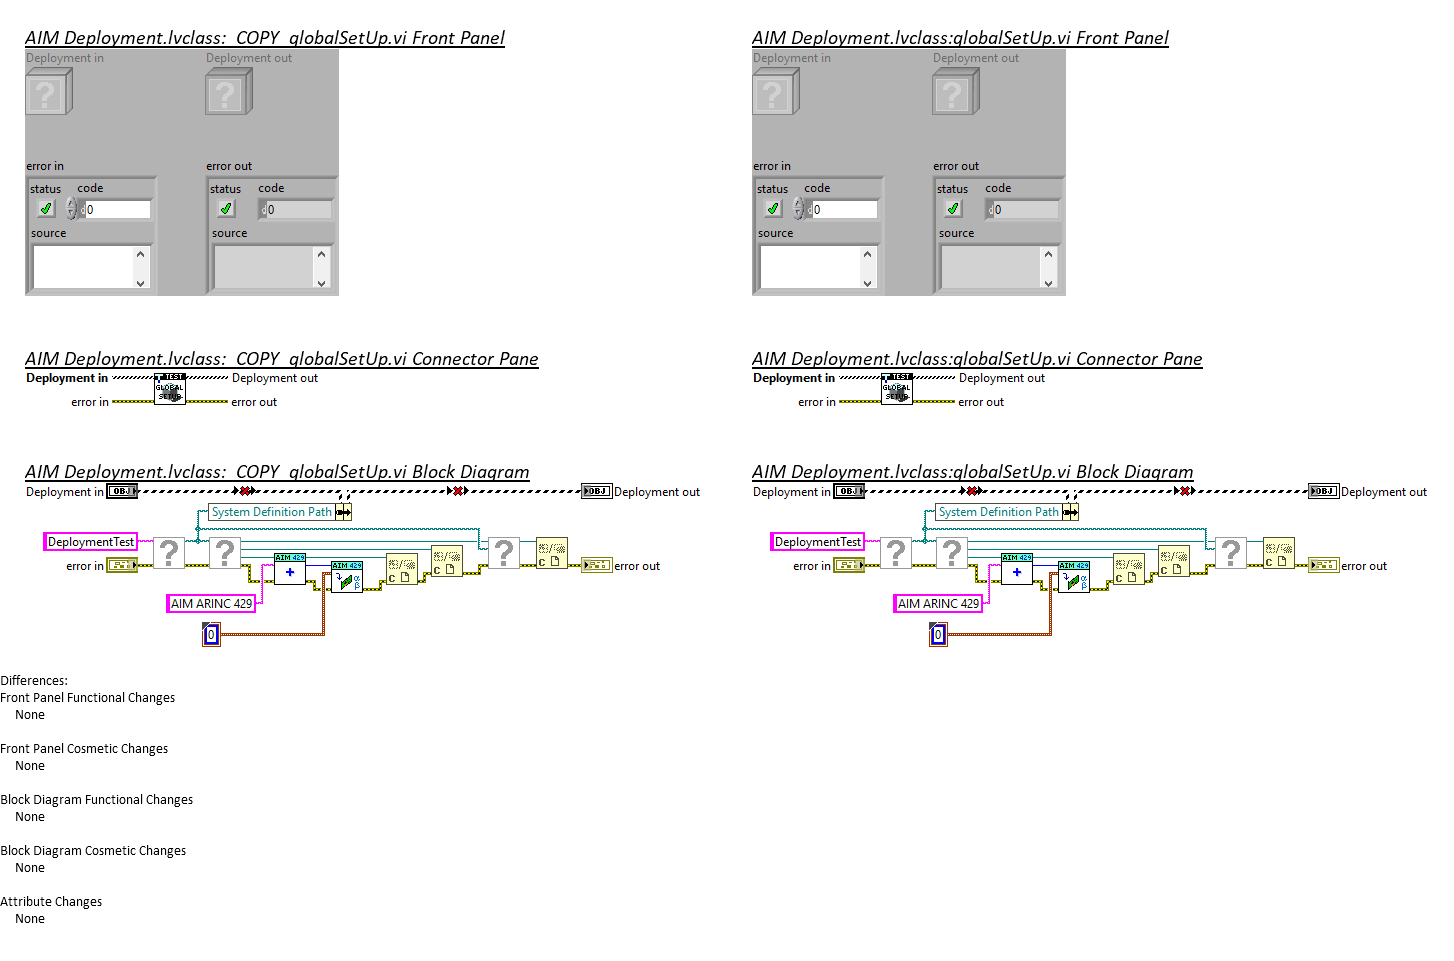 AIM Deployment.lvclass:  COPY  globalSetUp.vi Front Panel
Deployment in
Deployment out
error in
error out
status code
0
source
status code
d0
source
AIM Deployment.lvclass:globalSetUp.vi Front Panel
Deployment in
Deployment out
error in
error out
status code
0
source
status code
d0
source
AIM Deployment.lvclass:  COPY  globalSetUp.vi Connector Pane
Deployment in
Deployment out
TEST
GLOBAL
SETUP
error in
error out
AIM Deployment.lvclass:globalSetUp.vi Connector Pane
Deployment in
Deployment out
TEST
GLOBAL
SETUP
error in
error out
AIM Deployment.lvclass:  COPY  globalSetUp.vi Block Diagram
Deployment in
OBJ
OBJ
Deployment out
System Definition Path
DeploymentTest
?
?
?
error in
AIM 429
+
AIM 429
α
β
C
C
C
error out
AIM ARINC 429
0
AIM Deployment.lvclass:globalSetUp.vi Block Diagram
Deployment in
OBJ
OBJ
Deployment out
System Definition Path
DeploymentTest
?
?
?
error in
AIM 429
+
AIM 429
α
β
C
C
C
error out
AIM ARINC 429
0
Differences:
Front Panel Functional Changes
None
Front Panel Cosmetic Changes
None
Block Diagram Functional Changes
None
Block Diagram Cosmetic Changes
None
Attribute Changes
None